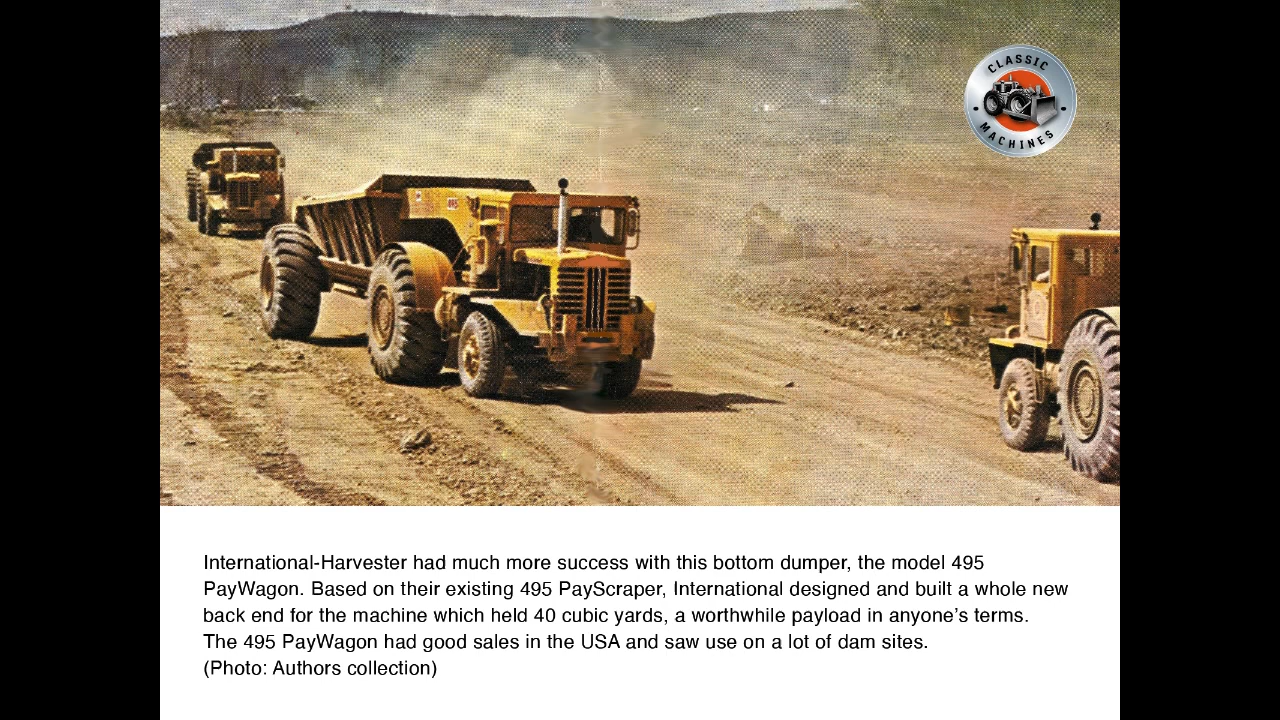 CLASSIC
MACHINES
495
International-Harvester had much more success with this bottom dumper, the model 495
PayWagon. Based on their existing 495 PayScraper, International designed and built a whole new
back end for the machine which held 40 cubic yards, a worthwhile payload in anyone’s terms.
The 495 PayWagon had good sales in the USA and saw use on a lot of dam sites.
(Photo: Authors collection)